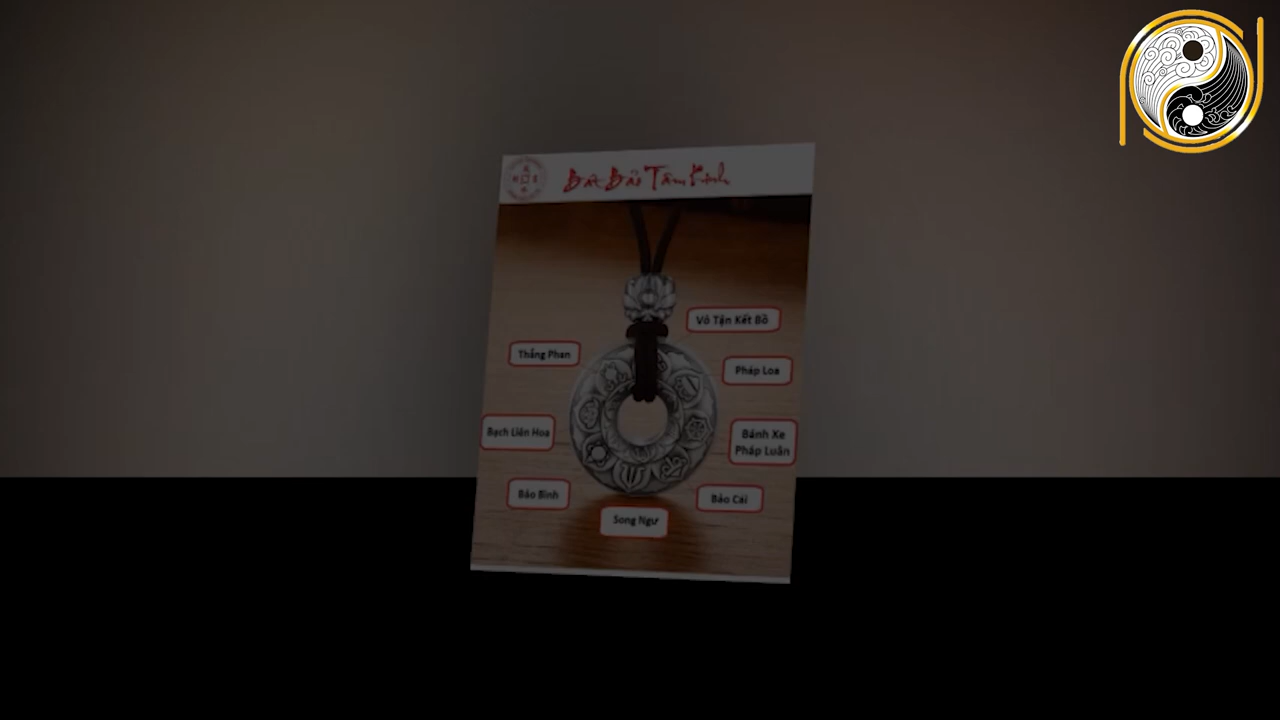 Bát Bảo Tâm Kinh
Vô Tận Kết Bồ
Thắng Phan
Pháp Loa
Bạch Liên Hoa
Bánh Xe
Pháp Luân
Bảo Bình
Bảo Cái
Song Ngư